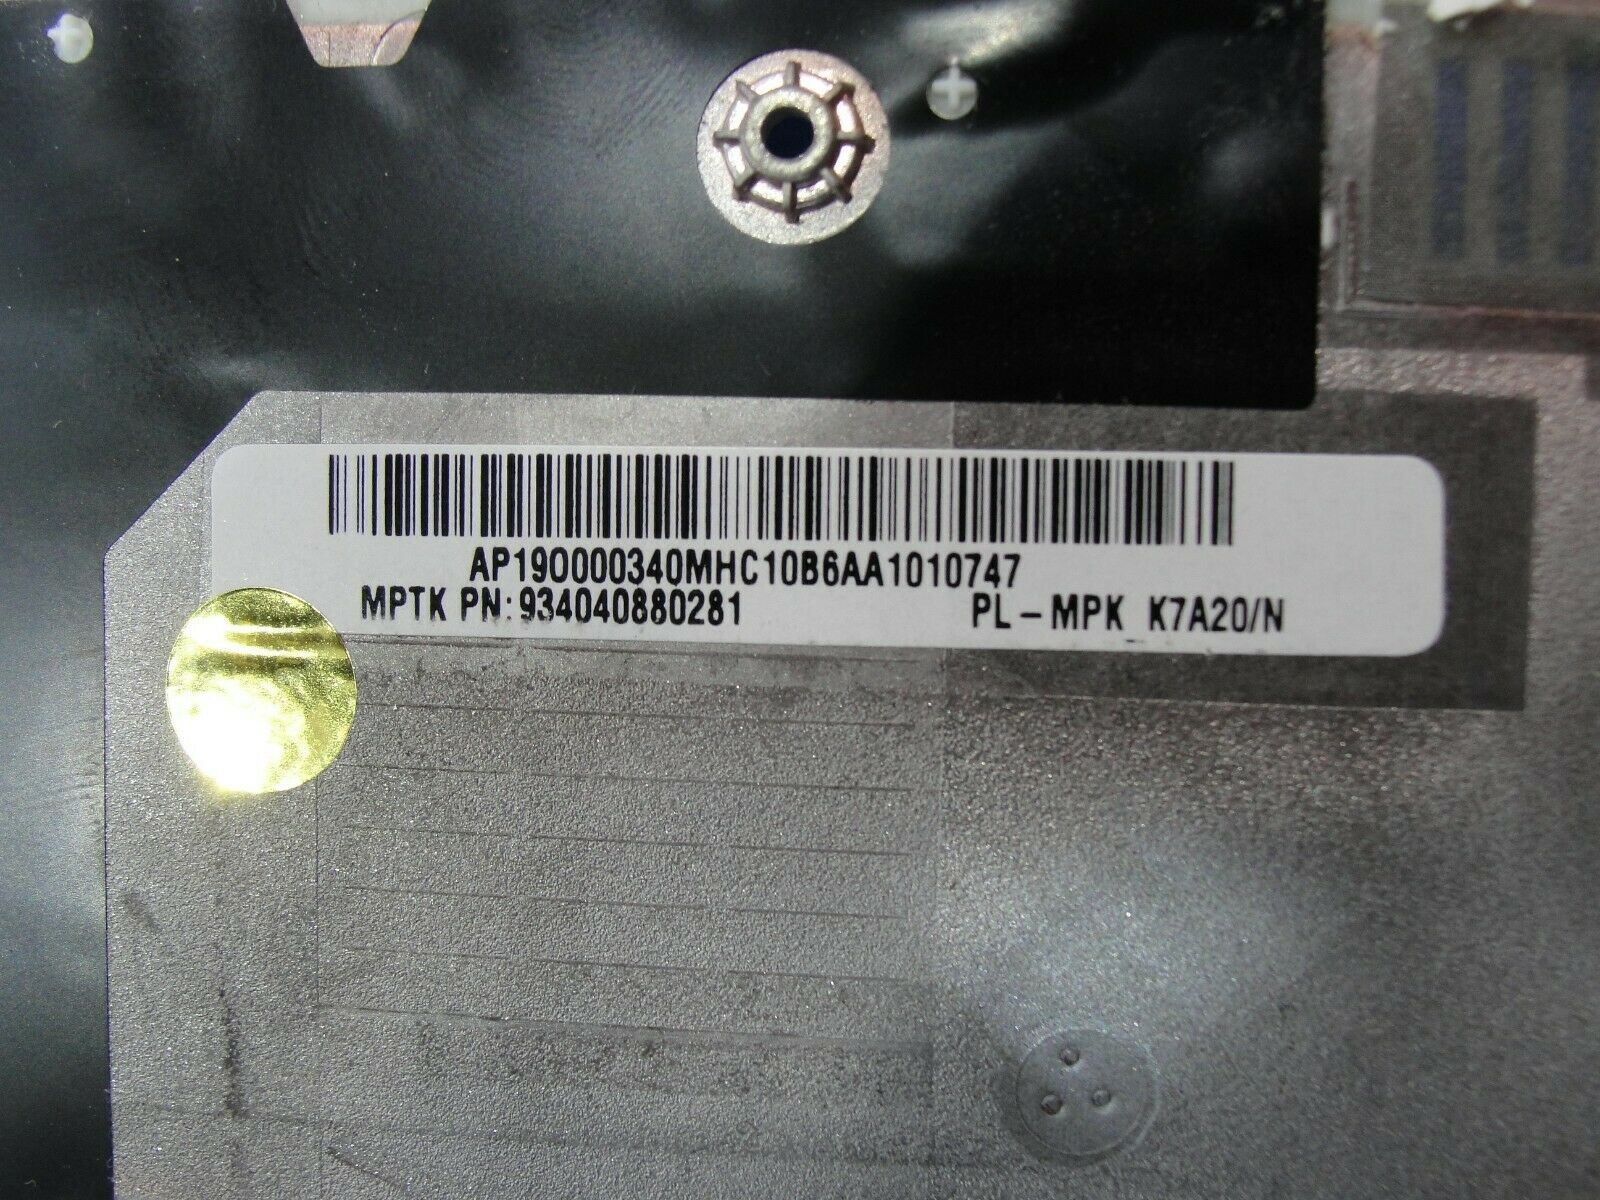 AP190000340MHC10B6AA1010747
MPTK PN:934040880281 PL-MPK K7A20/N